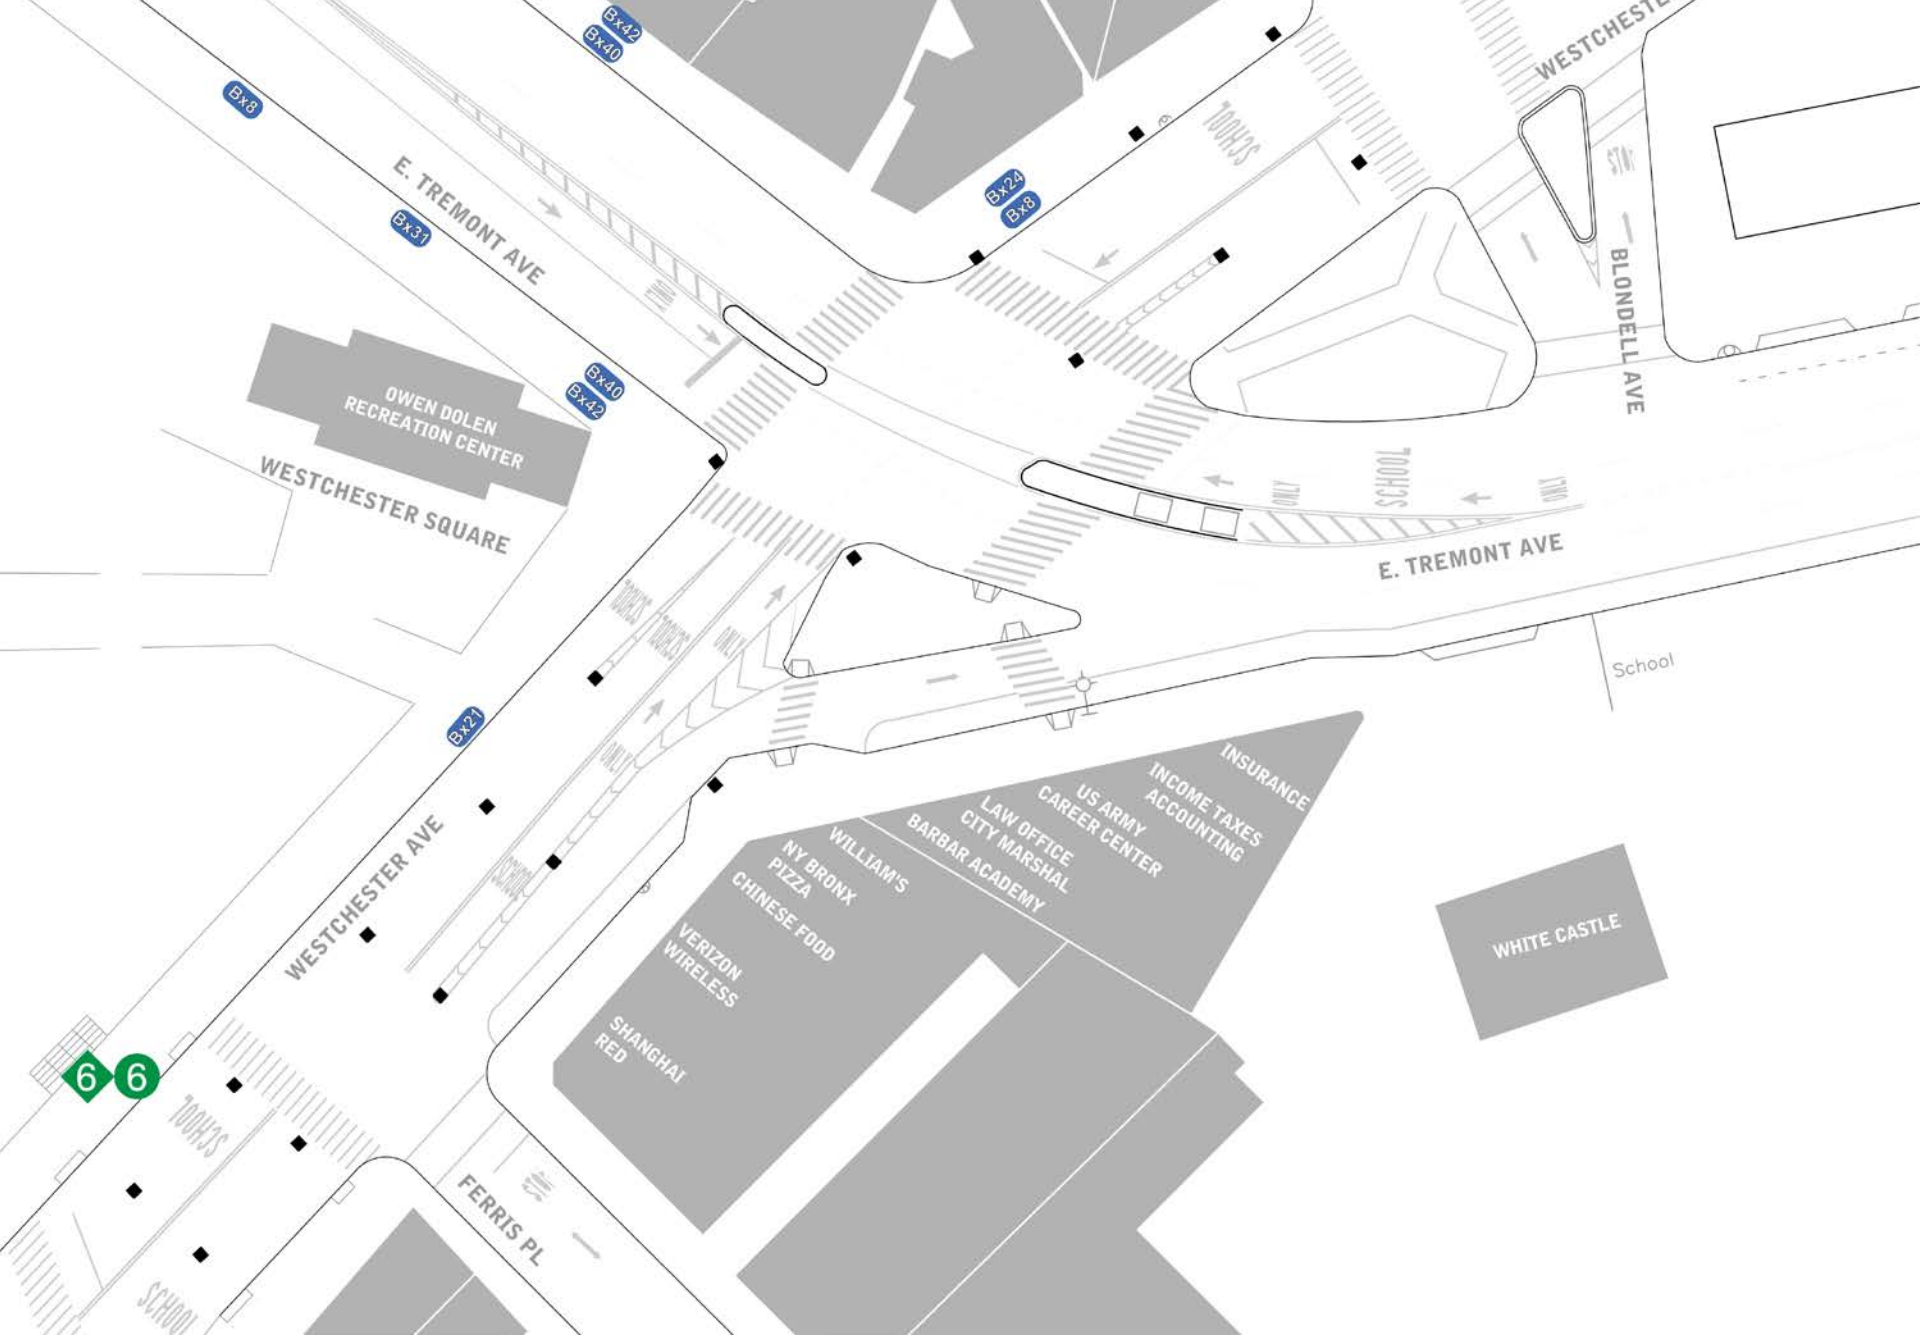 Bx42
Bx40
Bx8
WESTCHESTE
SCHOOL
E. TREMONT AVE
Bx31
Bx24
Bx8
BLONDELL AVE
Bx40
Bx42
OWEN DOLEN
RECREATION CENTER
WESTCHESTER SQUARE
SCHOOL
ONLY
ONLY
E. TREMONT AVE
SCHOOL
SCHOOL
ONLY
School
Bx21
ONLY
INSURANCE
INCOME TAXES
ACCOUNTING
US ARMY
CAREER CENTER
LAW OFFICE
CITY MARSHAL
BARBAR ACADEMY
WILLIAM'S
NY BRONX
PIZZA
CHINESE FOOD
VERIZON
WIRELESS
SHANGHAI
RED
WHITE CASTLE
WESTCHESTER AVE
SCHOOL
6
6
SCHOOL
FERRIS PL
SCHOOL